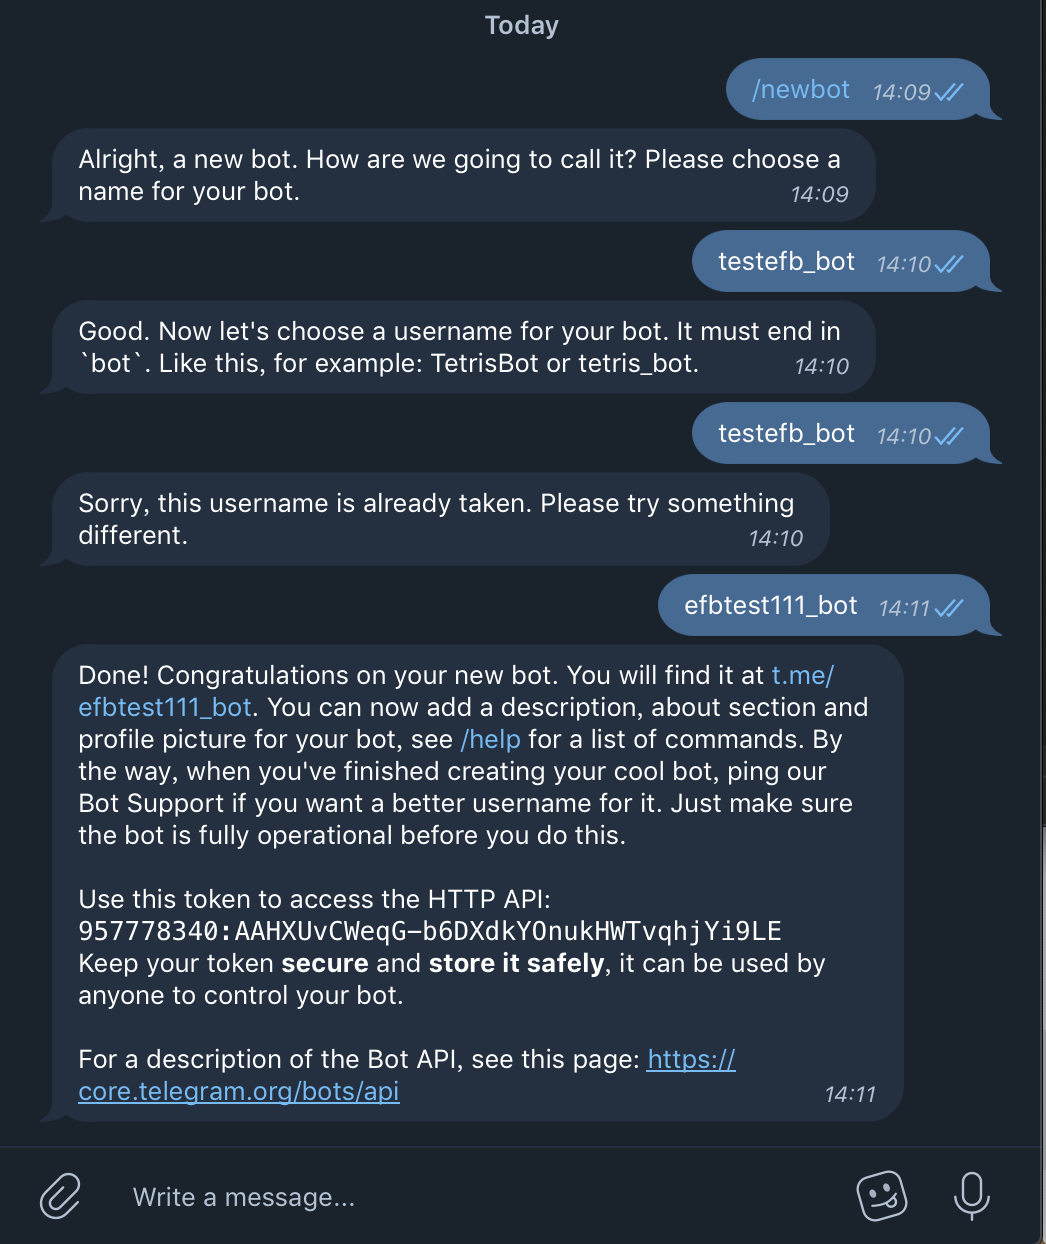 Today
/newbot 14:09
Alright, a new bot. How are we going to call it? Please choose a
name for your bot. 14:09
testefb_bot 14:10
Good. Now let's choose a username for your bot. It must end in
`bot`. Like this, for example: TetrisBot or tetris_bot. 14:10
testefb_bot 14:10
Sorry, this username is already taken. Please try something
different. 14:10
efbtest111_bot 14:11
Done! Congratulations on your new bot. You will find it at t.me/
efbtest111_bot. You can now add a description, about section and
profile picture for your bot, see /help for a list of commands. By
the way, when you've finished creating your cool bot, ping our
Bot Support if you want a better username for it. Just make sure
the bot is fully operational before you do this.
Use this token to access the HTTP API:
957778340:AAHXUvCWeqG-b6DXdkYOnukHWTvqhjYi9LE
Keep your token secure and store it safely, it can be used by
anyone to control your bot.
For a description of the Bot API, see this page: https://
core.telegram.org/bots/api 14:11
Write a message...